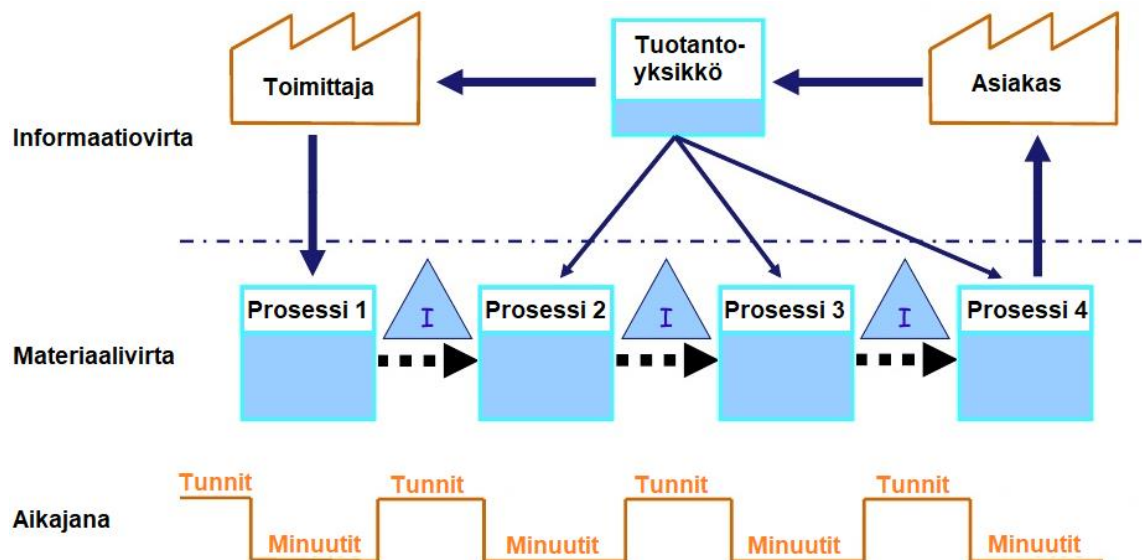 Toimittaja
Tuotanto-
yksikkö
Asiakas
Informaatiovirta
Prosessi 1
I
Prosessi 2
I
Prosessi 3
I
Prosessi 4
Materiaalivirta
Tunnit
Tunnit
Tunnit
Tunnit
Aikajana
Minuutit
Minuutit
Minuutit
Minuutit